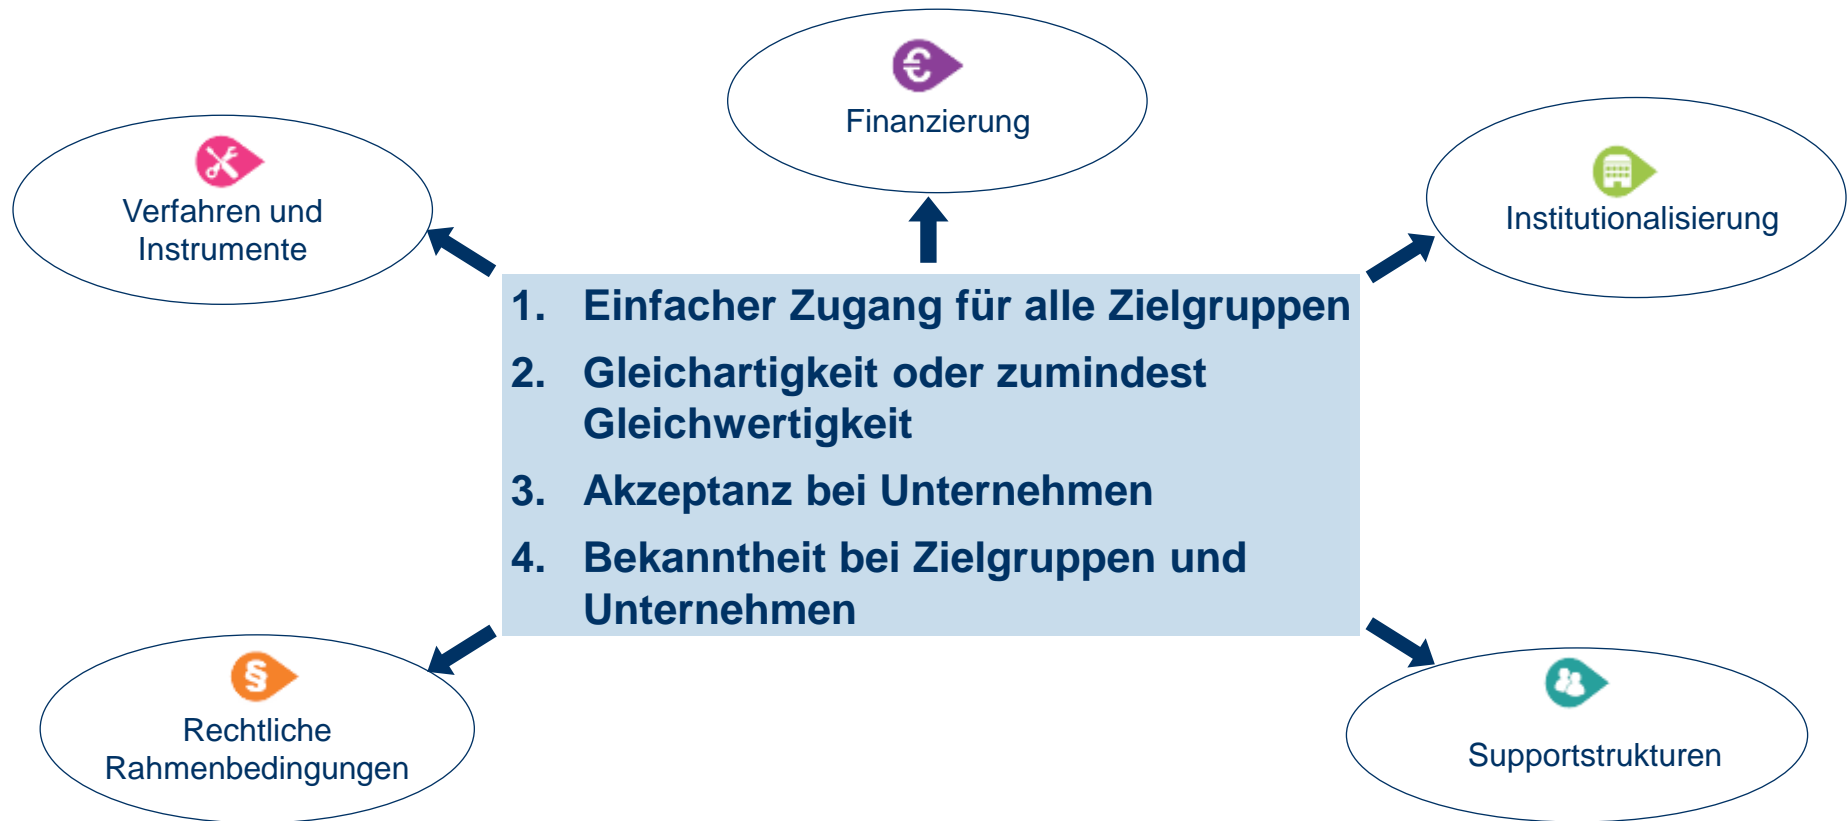 €
Finanzierung
Verfahren und
Instrumente
Institutionalisierung
1. Einfacher Zugang für alle Zielgruppen
2. Gleichartigkeit oder zumindest
Gleichwertigkeit
3. Akzeptanz bei Unternehmen
4. Bekanntheit bei Zielgruppen und
Unternehmen
§
Rechtliche
Rahmenbedingungen
Supportstrukturen